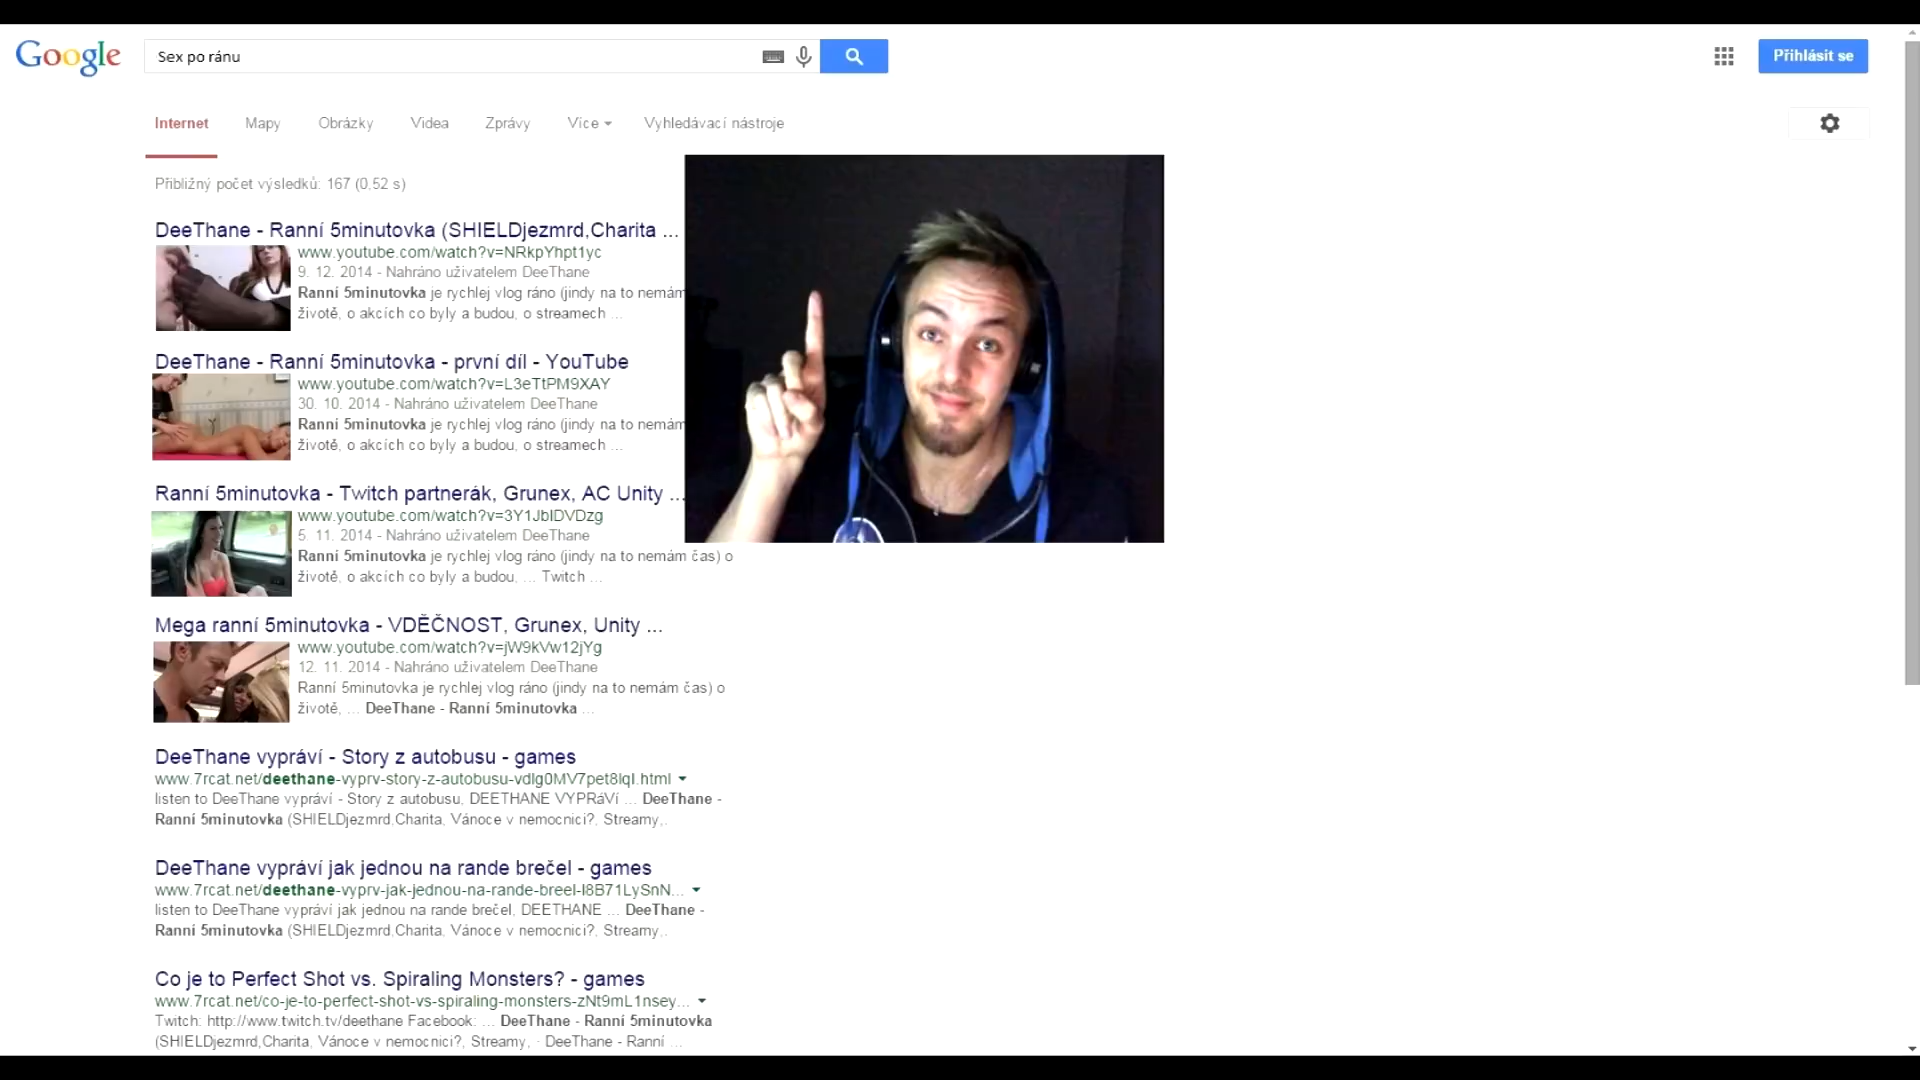 Google
Sex po ránu
Přihlásit se
Internet Mapy Obrázky Videa Zprávy Více Vyhledávací nástroje
Přibližný počet výsledků: 167 (0,52 s)
DeeThane - Ranní 5minutovka (SHIELDjezmrd,Charita ...
www.youtube.com/watch?v=NRkpYhpt1yc
9. 12. 2014 - Nahráno uživatelem DeeThane
Ranní 5minutovka je rychlej vlog ráno (jindy na to nemám
životě, o akcích co byly a budou, o streamech ...
DeeThane - Ranní 5minutovka - první díl - YouTube
www.youtube.com/watch?v=L3eTtPM9XAY
30. 10. 2014 - Nahráno uživatelem DeeThane
Ranní 5minutovka je rychlej vlog ráno (jindy na to nemám
životě, o akcích co byly a budou, o streamech ...
Ranní 5minutovka - Twitch partnerák, Grunex, AC Unity ...
www.youtube.com/watch?v=3Y1JbIDVDzg
5. 11. 2014 - Nahráno uživatelem DeeThane
Ranní 5minutovka je rychlej vlog ráno (jindy na to nemám čas) o
životě, o akcích co byly a budou, ... Twitch ...
Mega ranní 5minutovka - VDĚČNOST, Grunex, Unity ...
www.youtube.com/watch?v=jW9kVw12jYg
12. 11. 2014 - Nahráno uživatelem DeeThane
Ranní 5minutovka je rychlej vlog ráno (jindy na to nemám čas) o
životě, ... DeeThane - Ranní 5minutovka ...
DeeThane vypráví - Story z autobusu - games
www.7rcat.net/deethane-vyprv-story-z-autobusu-vdlg0MV7pet8lqI.html
listen to DeeThane vypráví - Story z autobusu, DEETHANE VYPRáVí ... DeeThane -
Ranní 5minutovka (SHIELDjezmrd,Charita, Vánoce v nemocnici?, Streamy,.
DeeThane vypráví jak jednou na rande brečel - games
www.7rcat.net/deethane-vyprv-jak-jednou-na-rande-breel-I8B71LySnN...
listen to DeeThane vypráví jak jednou na rande brečel, DEETHANE ... DeeThane -
Ranní 5minutovka (SHIELDjezmrd,Charita, Vánoce v nemocnici?, Streamy,.
Co je to Perfect Shot vs. Spiraling Monsters? - games
www.7rcat.net/co-je-to-perfect-shot-vs-spiraling-monsters-zNt9mL1nsey...
Twitch: http://www.twitch.tv/deethane Facebook: ... DeeThane - Ranní 5minutovka
(SHIELDjezmrd,Charita, Vánoce v nemocnici?, Streamy, · DeeThane - Ranní ...